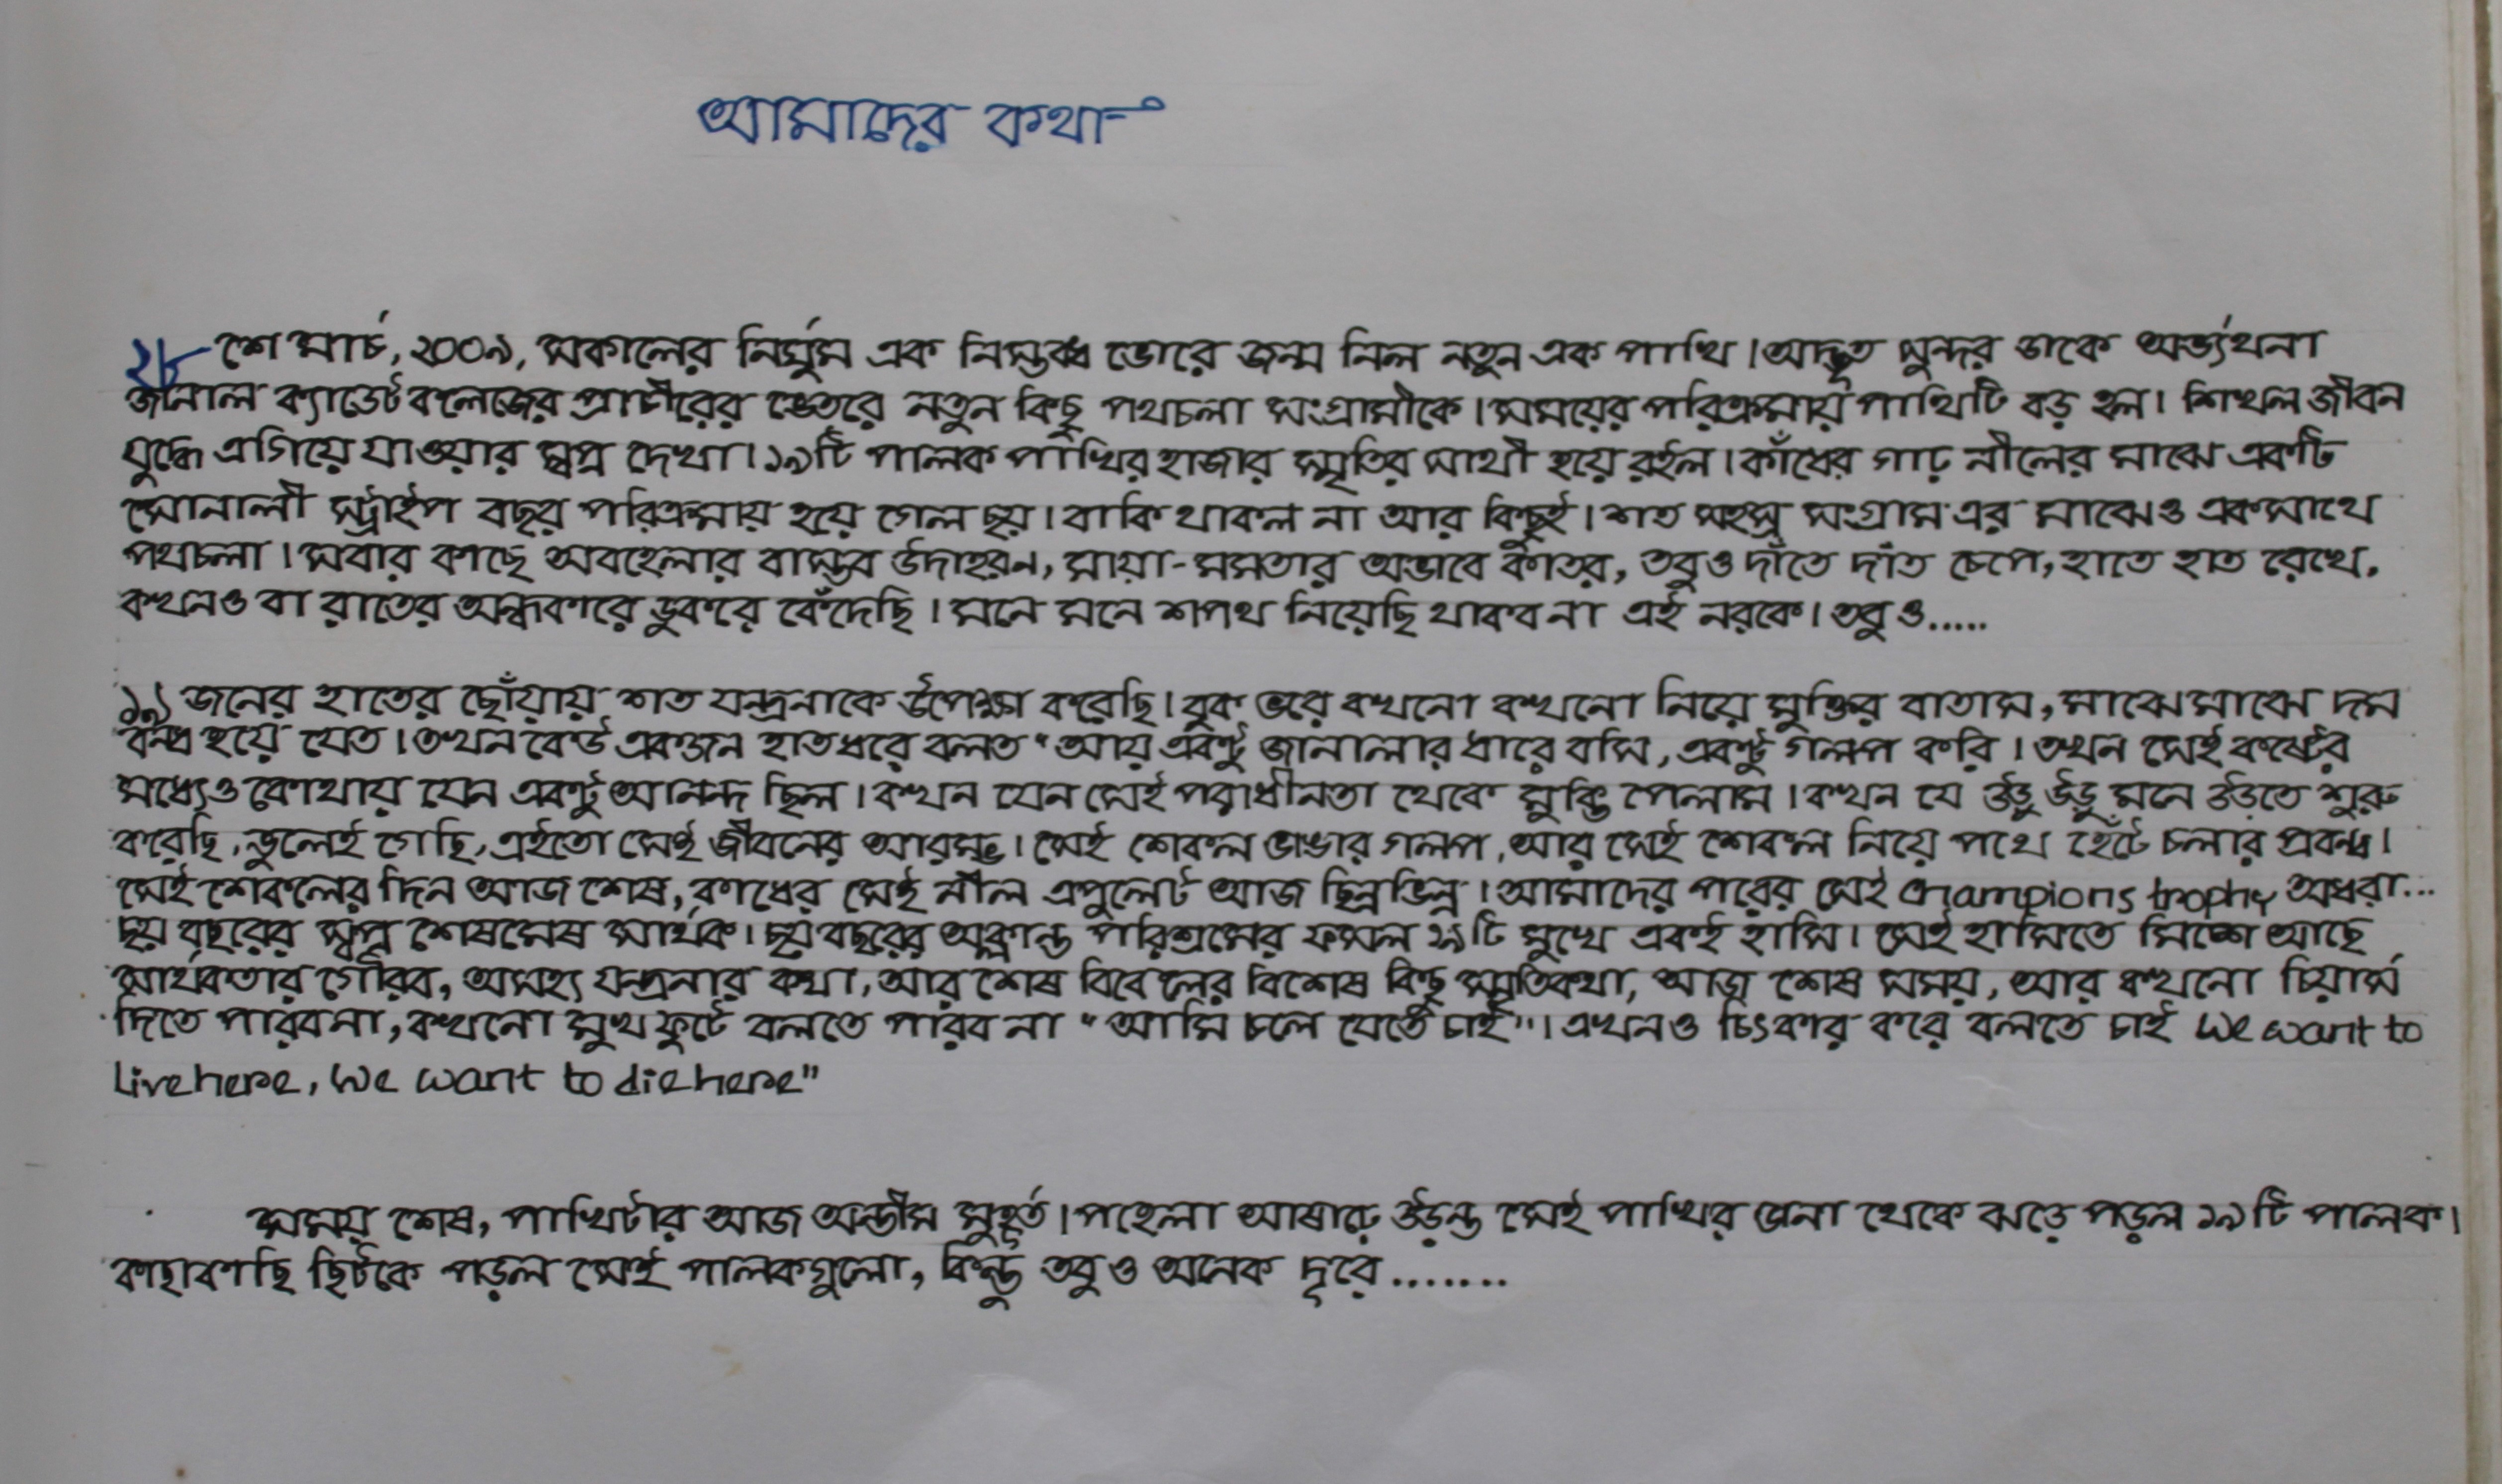 আমাদের কথা
২৮ শে মার্চ, ২০০৯, সকালের নির্ঘুম এক নিস্তব্ধ ভোরে জন্ম নিল নতুন এক পাখি। অদ্ভূত সুন্দর ডাকে অভ্যর্থনা
জানাল ক্যাডেট কলেজের প্রাচীরের ভেতরে নতুন কিছু পথচলা সংগ্রামীকে। সময়ের পরিক্রমায় পাখিটি বড় হল। শিখল জীবন
যুদ্ধে এগিয়ে যাওয়ার স্বপ্ন দেখা। ১৯টি পালক পাখির হাজার স্মৃতির সাথী হয়ে রইল। কাঁধের গাঢ় নীলের মাঝে একটি
সোনালী স্ট্রাইপ বছর পরিক্রমায় হয়ে গেল ছয়। বাকি থাকল না আর কিছুই। শত সহস্র সংগ্রাম এর মাঝেও একসাথে
পথচলা। সবার কাছে অবহেলার বাস্তব উদাহরণ, মায়া-মমতার অভাবে কাতর, তবুও দাঁতে দাঁত চেপে, হাতে হাত রেখে,
কখনও বা রাতের অন্ধকারে ডুকরে কেঁদেছি। মনে মনে শপথ নিয়েছি থাকব না এই নরকে। তবুও.....
১৯ জনের হাতের ছোঁয়ায় শত যন্ত্রনাকে উপেক্ষা করেছি। বুক ভরে কখনো কখনো নিয়ে মুক্তির বাতাস, মাঝে মাঝে দম
বন্ধ হয়ে যেত। তখন কেউ একজন হাত ধরে বলত "আয় একটু জানালার ধারে বসি, একটু গল্প করি। তখন সেই কষ্টের
মধ্যেও কোথায় যেন একটু আনন্দ ছিল। কখন যেন সেই পরাধীনতা থেকে মুক্তি পেলাম। কখন যে উড়ু উড়ু মনে উড়তে শুরু
করেছি, ভুলেই গেছি, এইতো সেই জীবনের আরম্ভ। সেই শেকল ভাঙার গল্প, আর সেই শেকল নিয়ে পথে হেঁটে চলার প্রবন্ধ।
সেই শেকলের দিন আজ শেষ, কাধের সেই নীল এপুলেট আজ ছিন্নভিন্ন। আমাদের পরের সেই Champions trophy অধরা...
ছয় বছরের স্বপ্ন শেষমেষ সার্থক। ছয় বছরের অক্লান্ত পরিশ্রমের ফসল ১৯টি মুখে একই হাসি। সেই হাসিতে মিশে আছে
সার্থকতার গৌরব, অসহ্য যন্ত্রনার কথা, আর শেষ বিকেলের বিশেষ কিছু স্মৃতিকথা, আজ শেষ সময়, আর কখনো চিয়ার্স
দিতে পারব না, কখনো মুখ ফুটে বলতে পারব না "আমি চলে যেতে চাই"। এখনও চিৎকার করে বলতে চাই We want to
Live here, We want to die here"
সময় শেষ, পাখিটার আজ অন্তীম মুহূর্ত। পহেলা আষাঢ়ে উড়ন্ত সেই পাখির ডেনা থেকে ঝড়ে পড়ল ১৯টি পালক।
কাছাকাছি ছিটকে পড়ল সেই পালকগুলো, কিন্তু তবুও অনেক দূরে.......